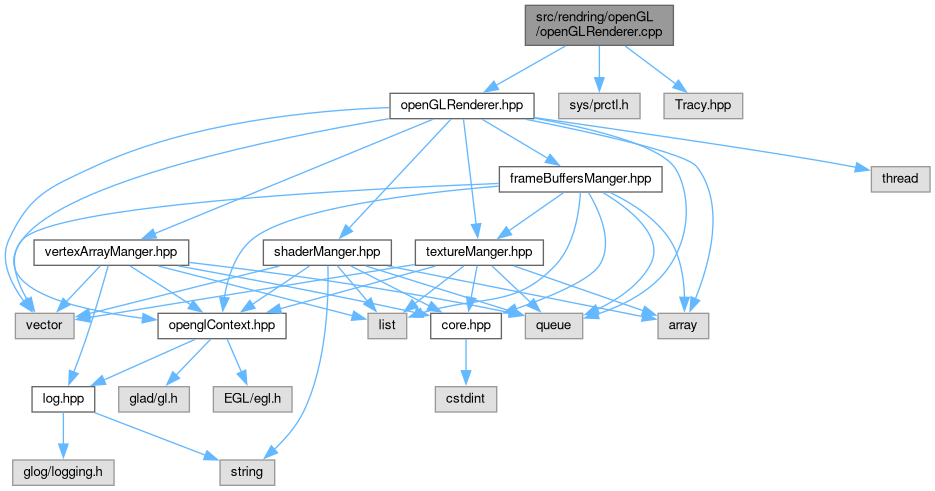 src/rendring/openGL
/openGLRenderer.cpp
openGLRenderer.hpp
sys/prctl.h
Tracy.hpp
frameBuffersManger.hpp
thread
vertexArrayManger.hpp
shaderManger.hpp
textureManger.hpp
vector
openglContext.hpp
list
core.hpp
queue
array
log.hpp
glad/gl.h
EGL/egl.h
cstdint
glog/logging.h
string